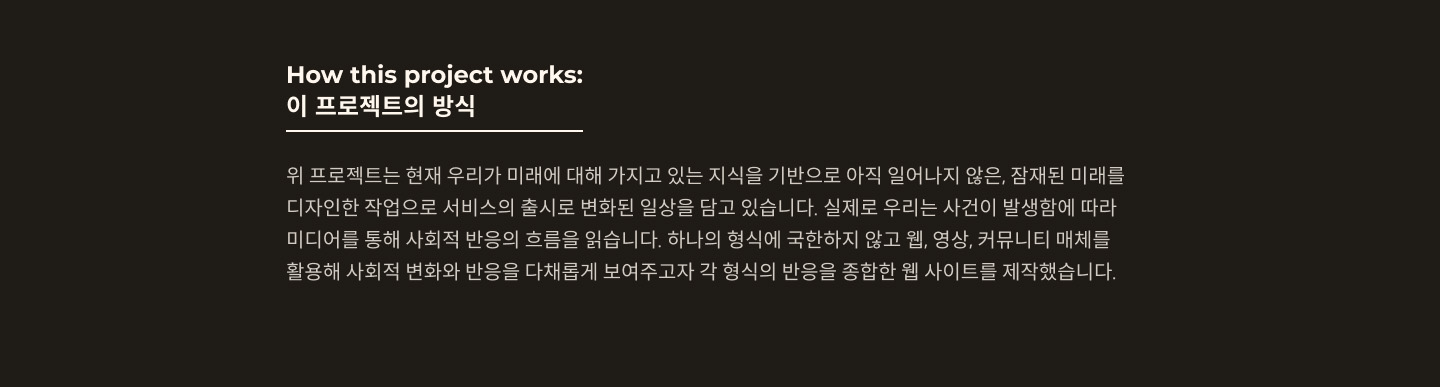 How this project works:
이 프로젝트의 방식
위 프로젝트는 현재 우리가 미래에 대해 가지고 있는 지식을 기반으로 아직 일어나지 않은, 잠재된 미래를
디자인한 작업으로 서비스의 출시로 변화된 일상을 담고 있습니다. 실제로 우리는 사건이 발생함에 따라
미디어를 통해 사회적 반응의 흐름을 읽습니다. 하나의 형식에 국한하지 않고 웹, 영상, 커뮤니티 매체를
활용해 사회적 변화와 반응을 다채롭게 보여주고자 각 형식의 반응을 종합한 웹 사이트를 제작했습니다.